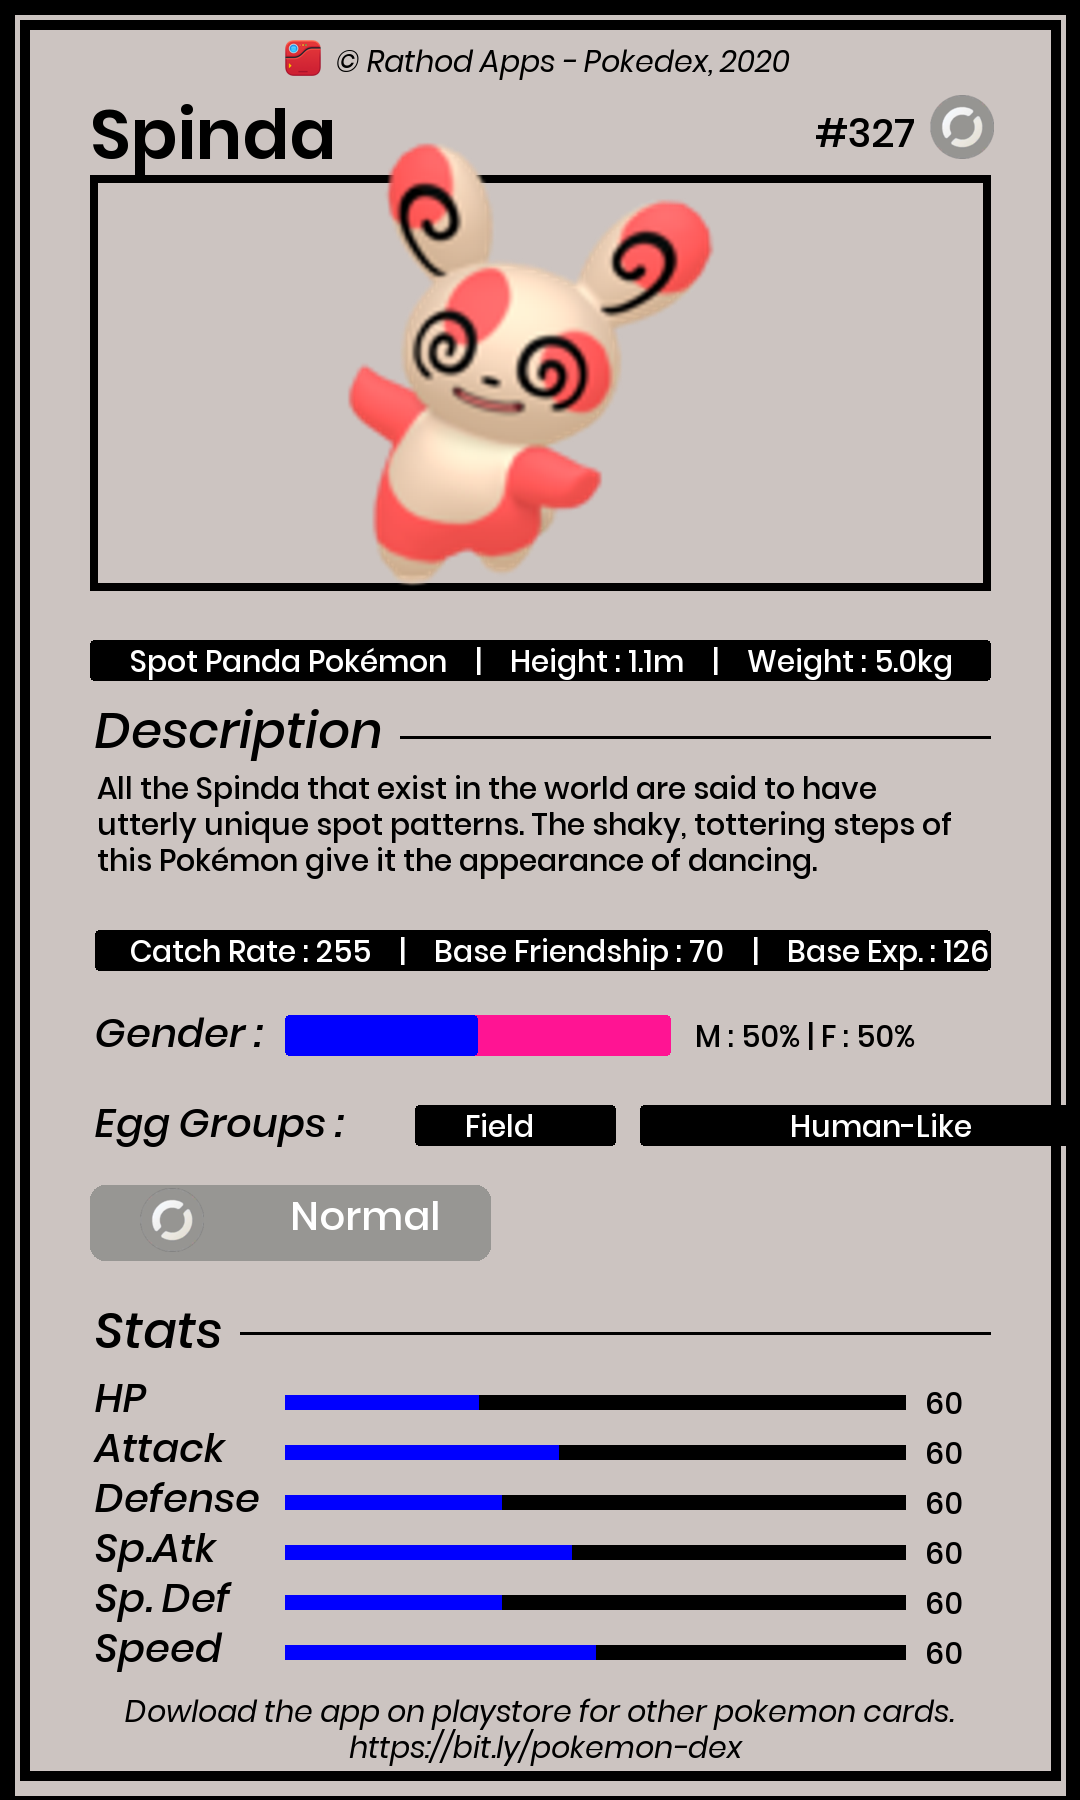 © Rathod Apps - Pokedex, 2020
Spinda
#327
Spot Panda Pokémon | Height : 1.1m | Weight : 5.0kg
Description
All the Spinda that exist in the world are said to have
utterly unique spot patterns. The shaky, tottering steps of
this Pokémon give it the appearance of dancing.
Catch Rate : 255 | Base Friendship : 70 | Base Exp. : 126
Gender : M : 50% | F : 50%
Egg Groups : Field Human-Like
Normal
Stats
HP 60
Attack 60
Defense 60
Sp.Atk 60
Sp. Def 60
Speed 60
Dowload the app on playstore for other pokemon cards.
https://bit.ly/pokemon-dex